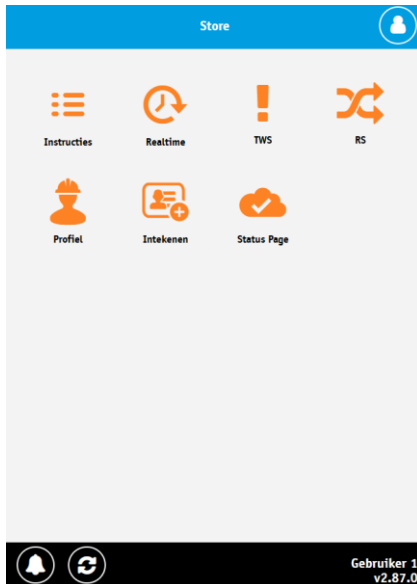 Store
Instructies
Realtime
TWS
RS
Profiel
Intekenen
Status Page
Gebruiker 1
v2.87.0